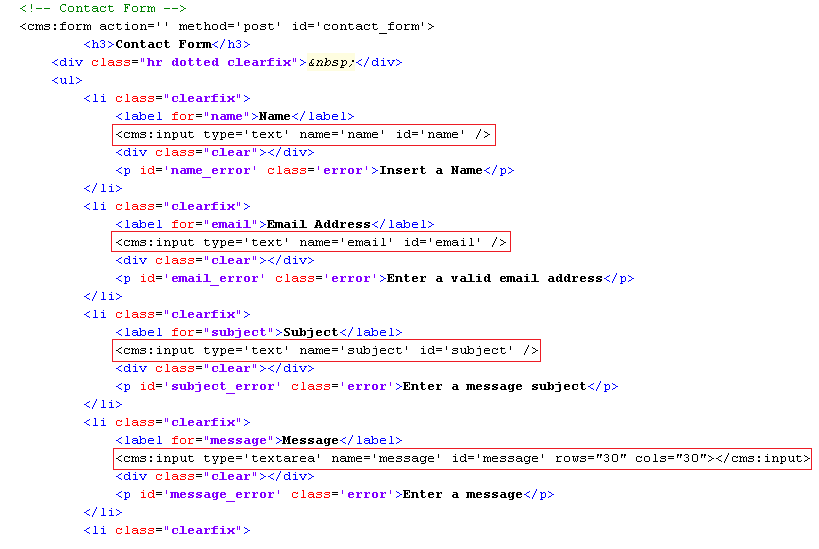 <!-- Contact Form -->
<cms:form action='' method='post' id='contact_form'>
<h3>Contact Form</h3>
<div class="hr dotted clearfix">&nbsp;</div>
<ul>
<li class="clearfix">
<label for="name">Name</label>
<cms:input type='text' name='name' id='name' />
<div class="clear"></div>
<p id='name_error' class='error'>Insert a Name</p>
</li>
<li class="clearfix">
<label for="email">Email Address</label>
<cms:input type='text' name='email' id='email' />
<div class="clear"></div>
<p id='email_error' class='error'>Enter a valid email address</p>
</li>
<li class="clearfix">
<label for="subject">Subject</label>
<cms:input type='text' name='subject' id='subject' />
<div class="clear"></div>
<p id='subject_error' class='error'>Enter a message subject</p>
</li>
<li class="clearfix">
<label for="message">Message</label>
<cms:input type='textarea' name='message' id='message' rows="30" cols="30"></cms:input>
<div class="clear"></div>
<p id='message_error' class='error'>Enter a message</p>
</li>
<li class="clearfix">